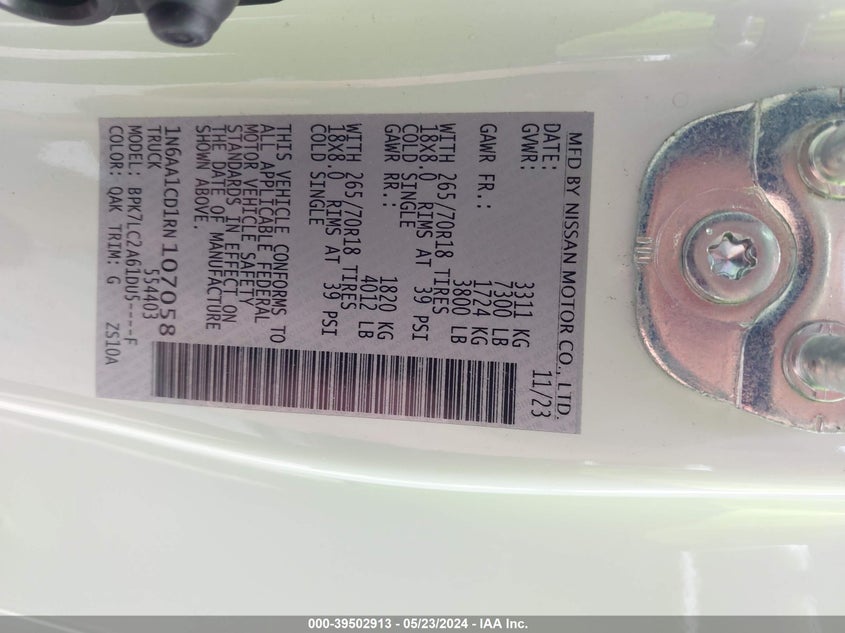 MFD BY NISSAN MOTOR CO., LTD.
DATE: 11/23
GVWR: 3311 KG
7300 LB
GAWR FR.: 1724 KG
3800 LB
WITH 265/70R18 TIRES
18X8.0 RIMS AT 39 PSI
COLD SINGLE
GAWR RR.: 1820 KG
4012 LB
WITH 265/70R18 TIRES
18X8.0 RIMS AT 39 PSI
COLD SINGLE
THIS VEHICLE CONFORMS TO
ALL APPLICABLE FEDERAL
MOTOR VEHICLE SAFETY
STANDARDS IN EFFECT ON
THE DATE OF MANUFACTURE
SHOWN ABOVE.
1N6AA1CD1RN107058
TRUCK 554403
MODEL: BPK7LC2A61DU5----F
COLOR: QAK TRIM: G ZS10A
000-39502913 - 05/23/2024 - IAA Inc.